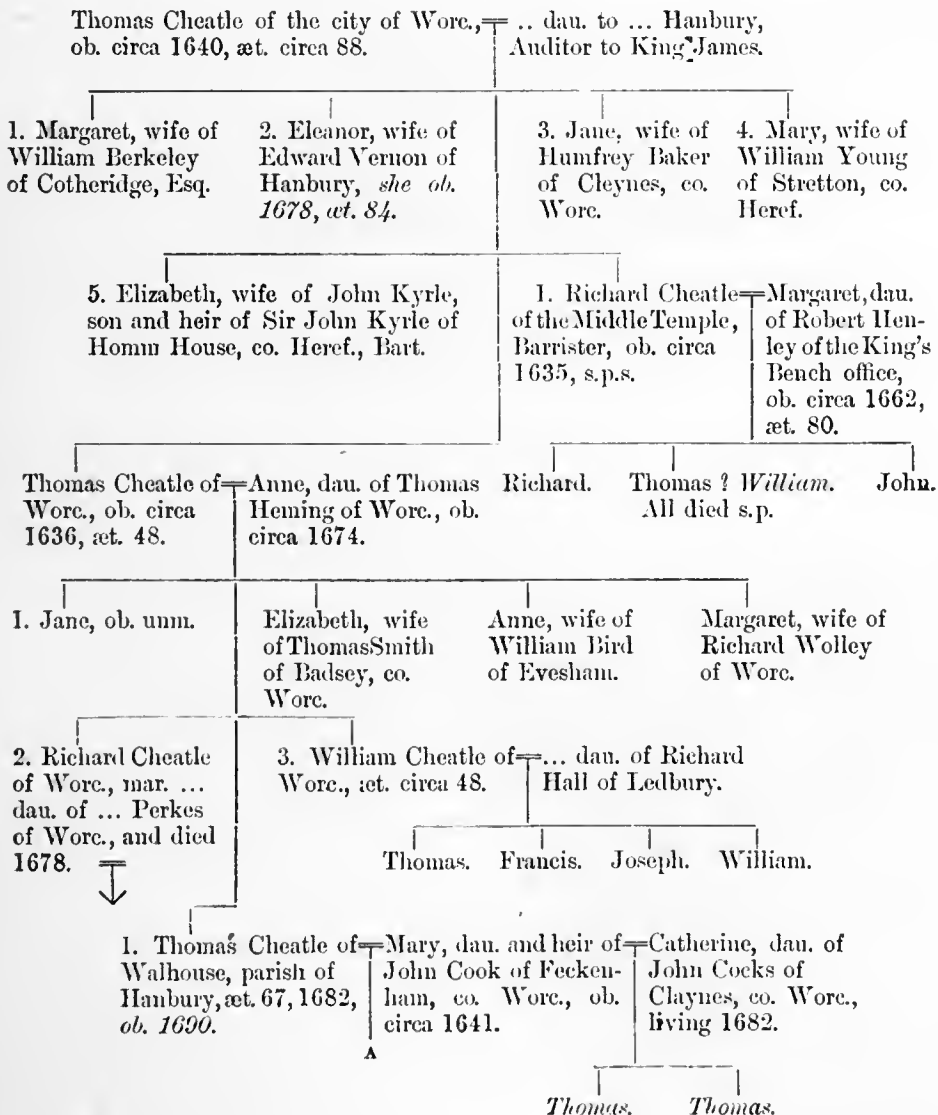 Thomas Cheatle of the city of Worc.,
ob. circa 1640, æt. circa 88.
.. dau. to ... Hanbury,
Auditor to King James.
1. Margaret, wife of
William Berkeley
of Cotheridge, Esq.
2. Eleanor, wife of
Edward Vernon of
Hanbury, she ob.
1678, æt. 84.
3. Jane, wife of
Humfrey Baker
of Cleynes, co.
Worc.
4. Mary, wife of
William Young
of Stretton, co.
Heref.
5. Elizabeth, wife of John Kyrle,
son and heir of Sir John Kyrle of
Homm House, co. Heref., Bart.
1. Richard Cheatle
of the Middle Temple,
Barrister, ob. circa
1635, s.p.s.
Margaret, dau.
of Robert Hen-
ley of the King's
Bench office,
ob. circa 1662,
æt. 80.
Thomas Cheatle of
Worc., ob. circa
1636, æt. 48.
Anne, dau. of Thomas
Heming of Worc., ob.
circa 1674.
Richard.
Thomas ? William.
John.
All died s.p.
1. Jane, ob. unm.
Elizabeth, wife
of Thomas Smith
of Badsey, co.
Worc.
Anne, wife of
William Bird
of Evesham.
Margaret, wife of
Richard Wolley
of Worc.
2. Richard Cheatle
of Worc., mar. ...
dau. of ... Perkes
of Worc., and died
1678.
3. William Cheatle of
Worc., æt. circa 48.
... dau. of Richard
Hall of Ledbury.
Thomas. Francis. Joseph. William.
1. Thomas Cheatle of
Walhouse, parish of
Hanbury, æt. 67, 1682,
ob. 1690.
Mary, dau. and heir of
John Cook of Fecken-
ham, co. Worc., ob.
circa 1641.
Catherine, dau. of
John Cocks of
Claynes, co. Worc.,
living 1682.
A
Thomas. Thomas.